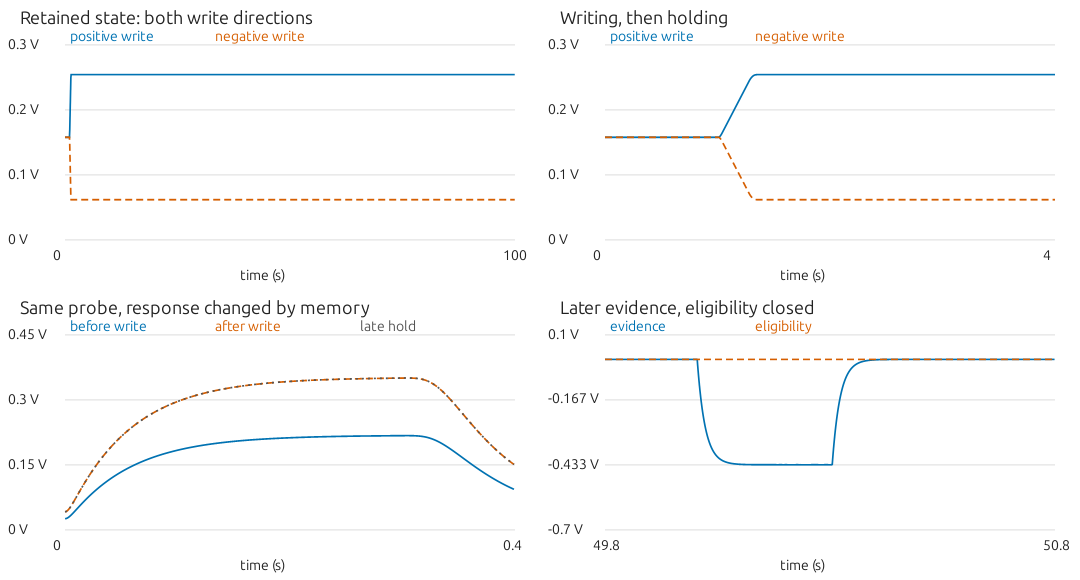 Retained state: both write directions
positive write negative write
0.3 V
0.2 V
0.1 V
0 V
0 100
time (s)
Writing, then holding
positive write negative write
0.3 V
0.2 V
0.1 V
0 V
0 4
time (s)
Same probe, response changed by memory
before write after write late hold
0.45 V
0.3 V
0.15 V
0 V
0 0.4
time (s)
Later evidence, eligibility closed
evidence eligibility
0.1 V
-0.167 V
-0.433 V
-0.7 V
49.8 50.8
time (s)